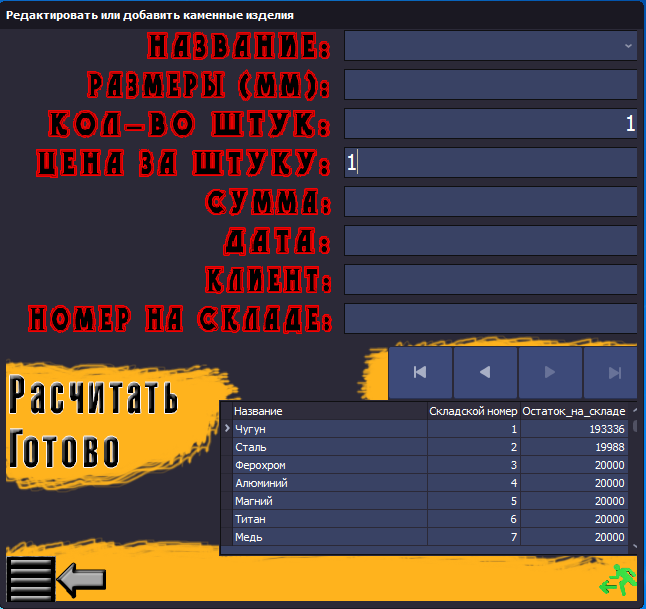 Редактировать или добавить каменные изделия
НАЗВАНИЕ:
РАЗМЕРЫ (ММ):
КОЛ-ВО ШТУК: 1
ЦЕНА ЗА ШТУКУ: 1
СУММА:
ДАТА:
КЛИЕНТ:
НОМЕР НА СКЛАДЕ:
Расчитать
Готово
Название Складской номер Остаток_на_складе
Чугун 1 193336
Сталь 2 19988
Ферохром 3 20000
Алюминий 4 20000
Магний 5 20000
Титан 6 20000
Медь 7 20000